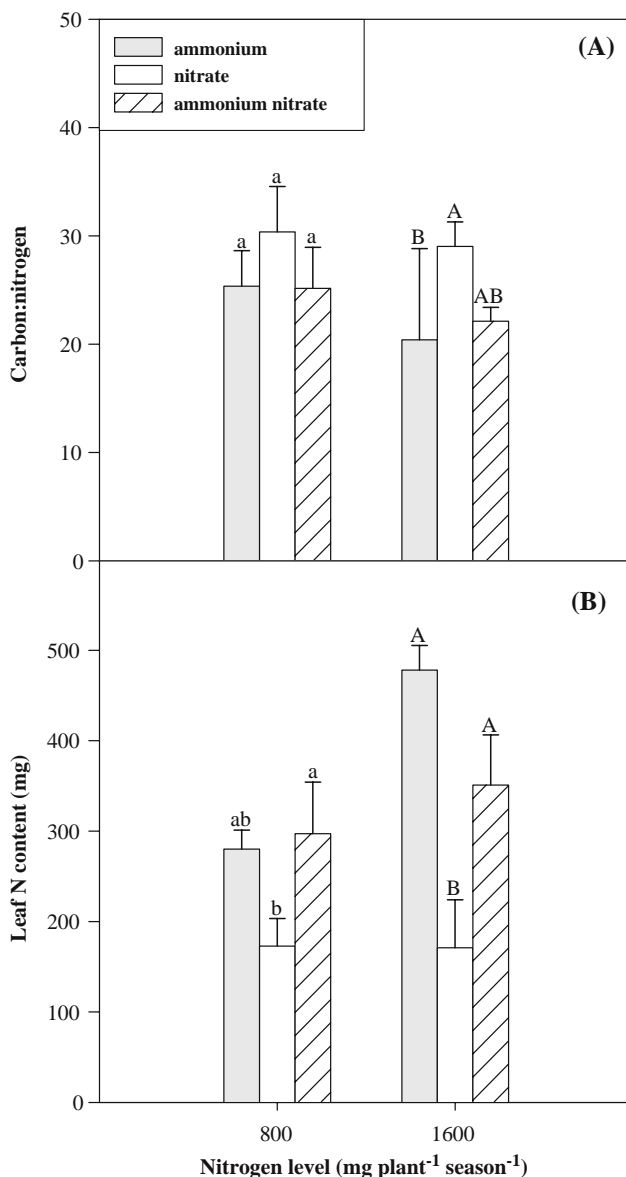 50
(A)
ammonium
nitrate
ammonium nitrate
40
a
a
a
30
A
B
AB
20
10
0
Carbon:nitrogen
(B)
500
A
400
A
a
300
ab
200
b
B
100
0
Leaf N content (mg)
800
1600
Nitrogen level (mg plant⁻¹ season⁻¹)